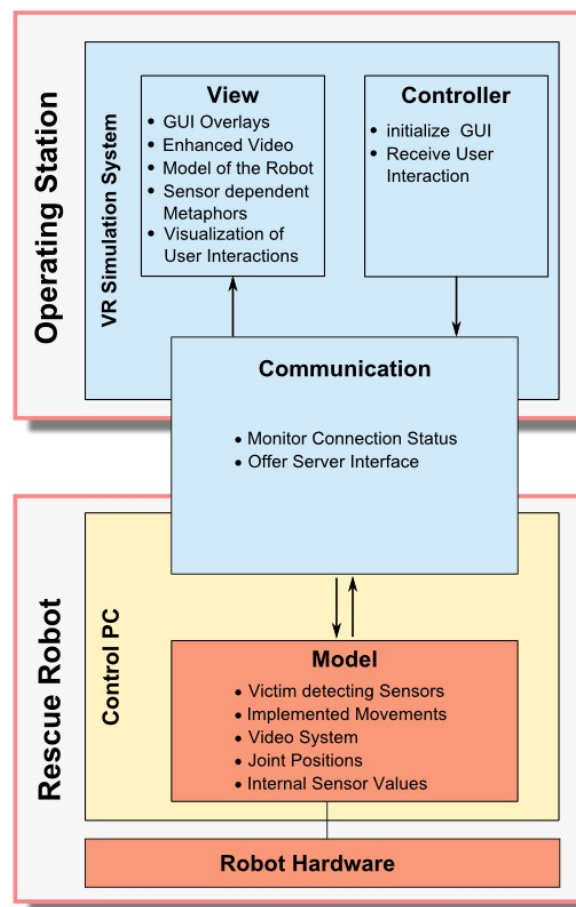 Operating Station
VR Simulation System
View
• GUI Overlays
• Enhanced Video
• Model of the Robot
• Sensor dependent
Metaphors
• Visualization of
User Interactions
Controller
• initialize GUI
• Receive User
Interaction
Communication
• Monitor Connection Status
• Offer Server Interface
Rescue Robot
Control PC
Model
• Victim detecting Sensors
• Implemented Movements
• Video System
• Joint Positions
• Internal Sensor Values
Robot Hardware